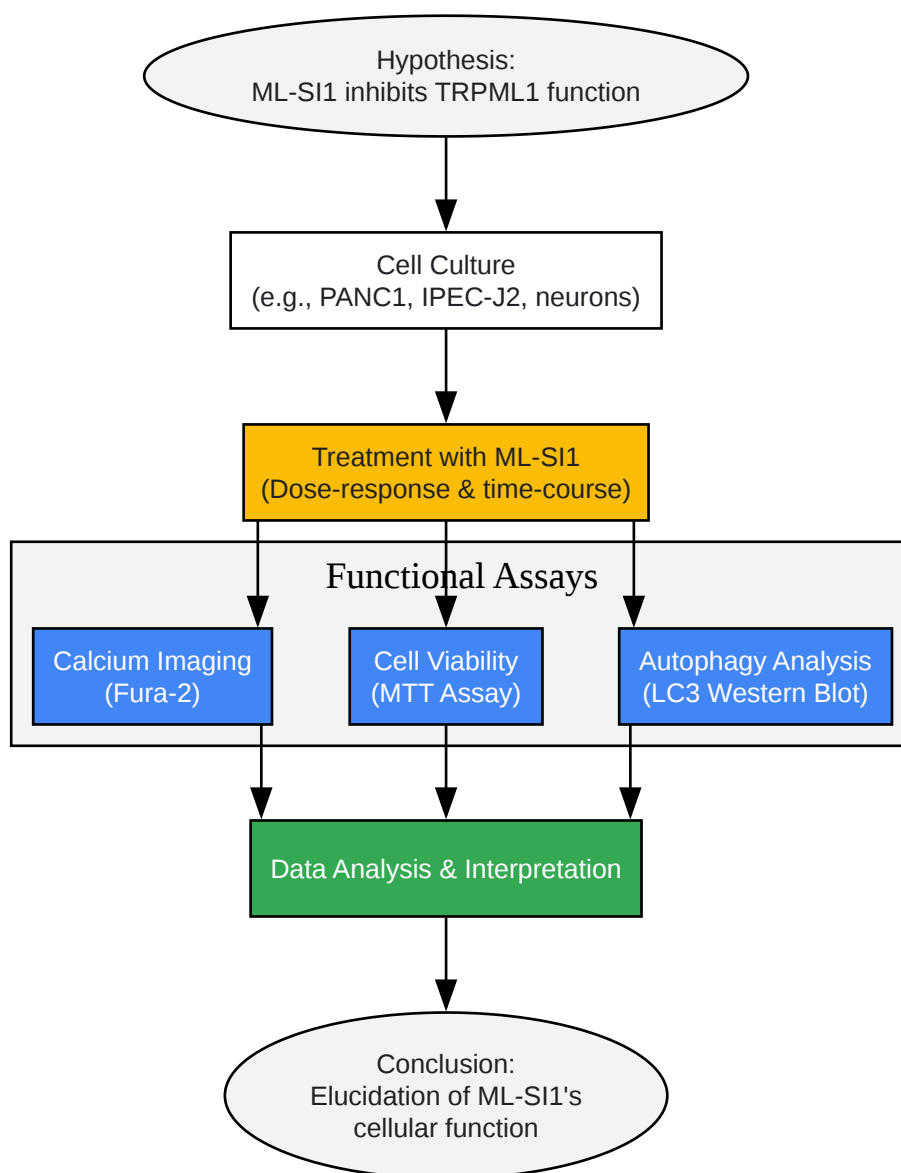 Hypothesis:
ML-SI1 inhibits TRPML1 function
Cell Culture
(e.g., PANC1, IPEC-J2, neurons)
Treatment with ML-SI1
(Dose-response & time-course)
Functional Assays
Calcium Imaging
(Fura-2)
Cell Viability
(MTT Assay)
Autophagy Analysis
(LC3 Western Blot)
Data Analysis & Interpretation
Conclusion:
Elucidation of ML-SI1's
cellular function